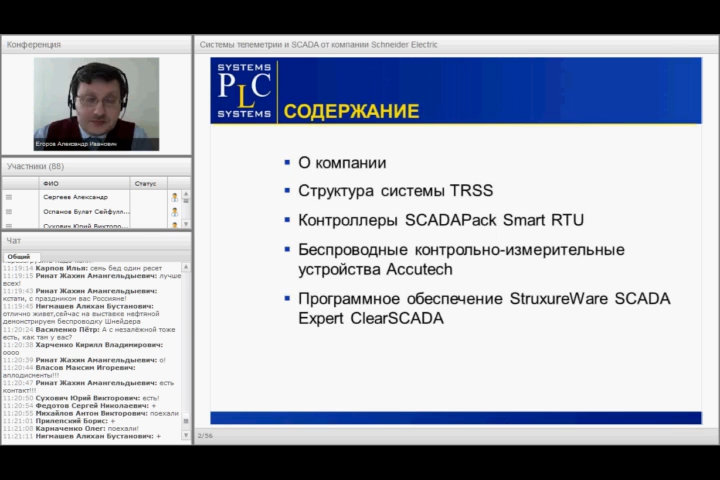 Конференция
Егоров Александр Иванович
Участники (88)
ФИО Статус
Сергеев Александр
Оспанов Булат Сейфулл...
Сухович Юрий Викторо...
Чат
Общий
11:19:14 Карпов Илья: семь бед один ресет
11:19:15 Ринат Жахин Амангельдыевич: лучше
всех!
11:19:43 Ринат Жахин Амангельдыевич:
кстати, с праздником вас Россияне!
11:19:45 Нигмашев Алихан Бустанович:
отлично живет,сейчас на выставке нефтяной
демонстрируем беспроводку Шнейдера
11:20:24 Василенко Пётр: А с незалёжной тоже
есть, как там у вас?
11:20:38 Харченко Кирилл Владимирович:
оооо
11:20:39 Ринат Жахин Амангельдыевич: о!
11:20:44 Власов Максим Игоревич:
апплодисменты!!!
11:20:47 Ринат Жахин Амангельдыевич: есть
контакт!!!
11:20:50 Сухович Юрий Викторович: есть!
11:20:54 Федотов Сергей Николаевич: +
11:20:55 Михайлов Антон Викторович: поехали
11:21:01 Прилепский Борис: +
11:21:08 Карначенко Олег: поехали!
11:21:11 Нигмашев Алихан Бустанович: +
Системы телеметрии и SCADA от компании Schneider Electric
SYSTEMS
PLC
SYSTEMS
СОДЕРЖАНИЕ
О компании
Структура системы TRSS
Контроллеры SCADAPack Smart RTU
Беспроводные контрольно-измерительные
устройства Accutech
Программное обеспечение StruxureWare SCADA
Expert ClearSCADA
2/56